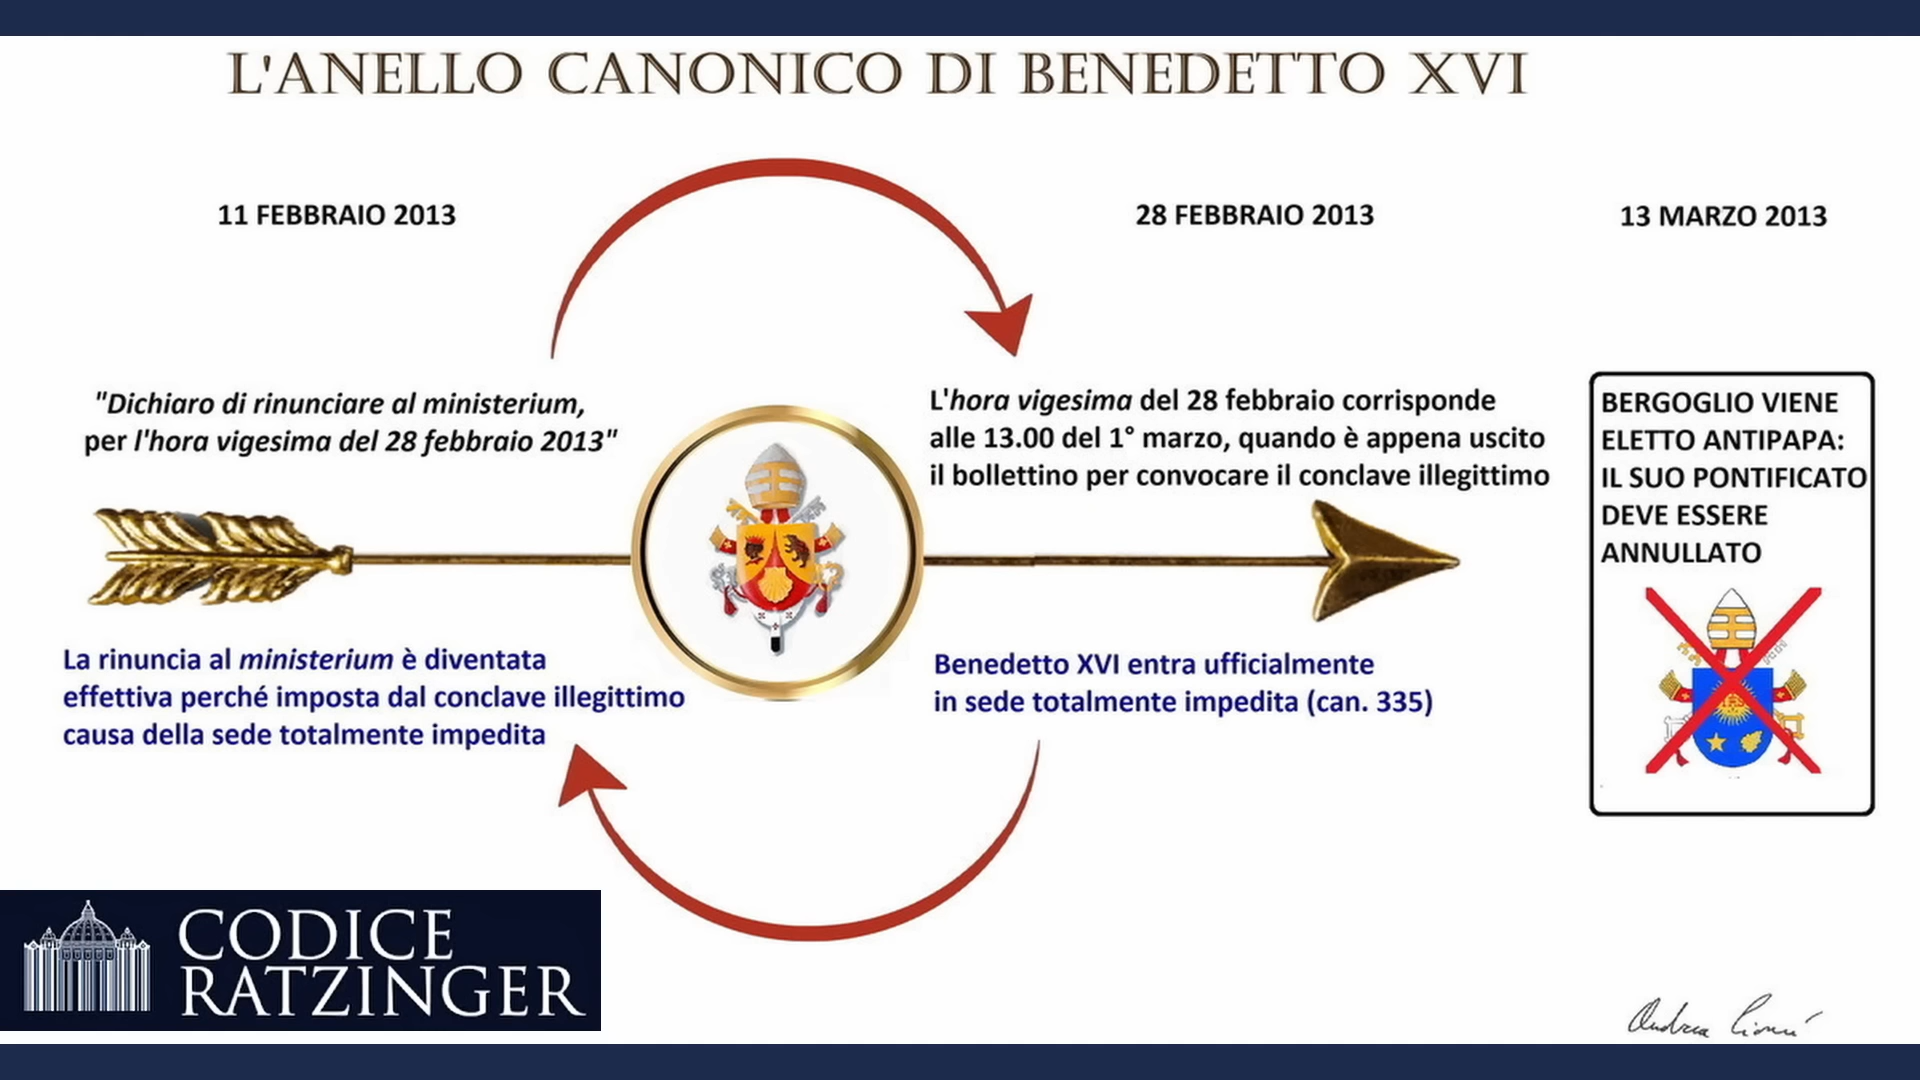 L'ANELLO CANONICO DI BENEDETTO XVI
11 FEBBRAIO 2013
28 FEBBRAIO 2013
13 MARZO 2013
"Dichiaro di rinunciare al ministerium,
per l'hora vigesima del 28 febbraio 2013"
L'hora vigesima del 28 febbraio corrisponde
alle 13.00 del 1° marzo, quando è appena uscito
il bollettino per convocare il conclave illegittimo
BERGOGLIO VIENE
ELETTO ANTIPAPA:
IL SUO PONTIFICATO
DEVE ESSERE
ANNULLATO
La rinuncia al ministerium è diventata
effettiva perché imposta dal conclave illegittimo
causa della sede totalmente impedita
Benedetto XVI entra ufficialmente
in sede totalmente impedita (can. 335)
CODICE
RATZINGER
Andrea Cionci